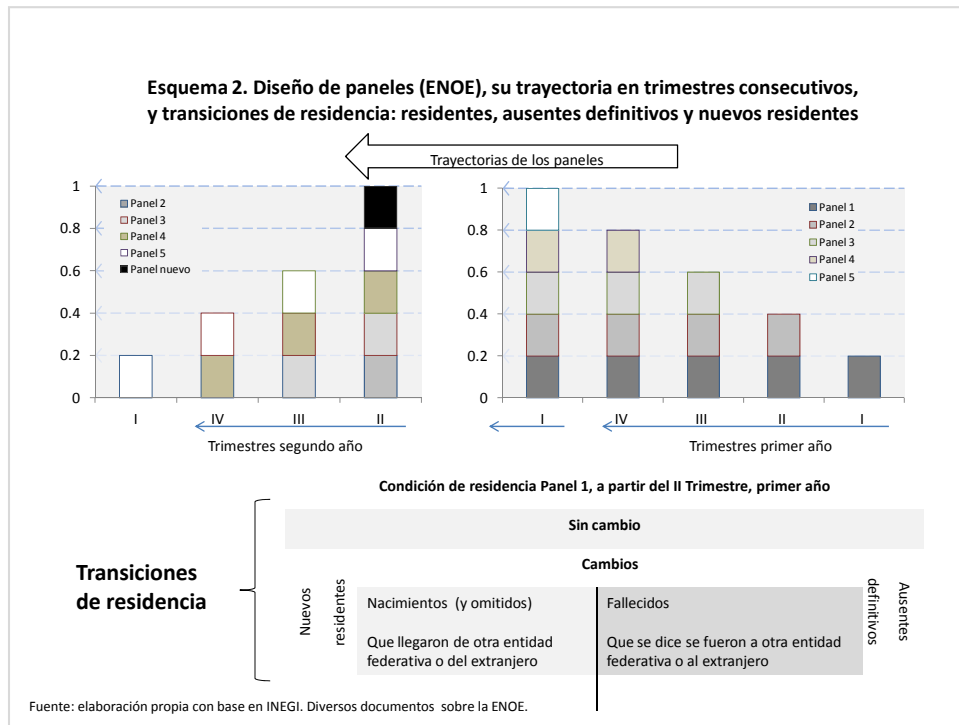 Esquema 2. Diseño de paneles (ENOE), su trayectoria en trimestres consecutivos,
y transiciones de residencia: residentes, ausentes definitivos y nuevos residentes
Trayectorias de los paneles
1
0.8
0.6
0.4
0.2
0
Panel 2
Panel 3
Panel 4
Panel 5
Panel nuevo
I
IV
III
II
Trimestres segundo año
1
0.8
0.6
0.4
0.2
0
Panel 1
Panel 2
Panel 3
Panel 4
Panel 5
I
IV
III
II
I
Trimestres primer año
Condición de residencia Panel 1, a partir del II Trimestre, primer año
Sin cambio
Cambios
Transiciones
de residencia
Nuevos
residentes
Nacimientos (y omitidos)
Que llegaron de otra entidad
federativa o del extranjero
Fallecidos
Que se dice se fueron a otra entidad
federativa o al extranjero
Ausentes
definitivos
Fuente: elaboración propia con base en INEGI. Diversos documentos sobre la ENOE.